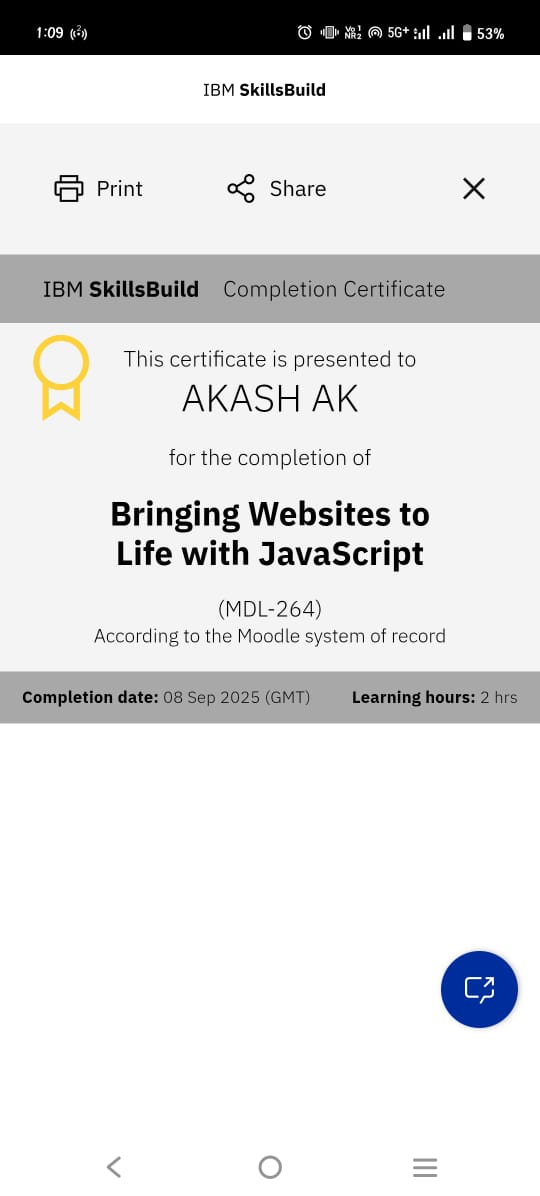 1:09
5G+ 53%
IBM SkillsBuild
Print Share
IBM SkillsBuild Completion Certificate
This certificate is presented to
AKASH AK
for the completion of
Bringing Websites to
Life with JavaScript
(MDL-264)
According to the Moodle system of record
Completion date: 08 Sep 2025 (GMT) Learning hours: 2 hrs